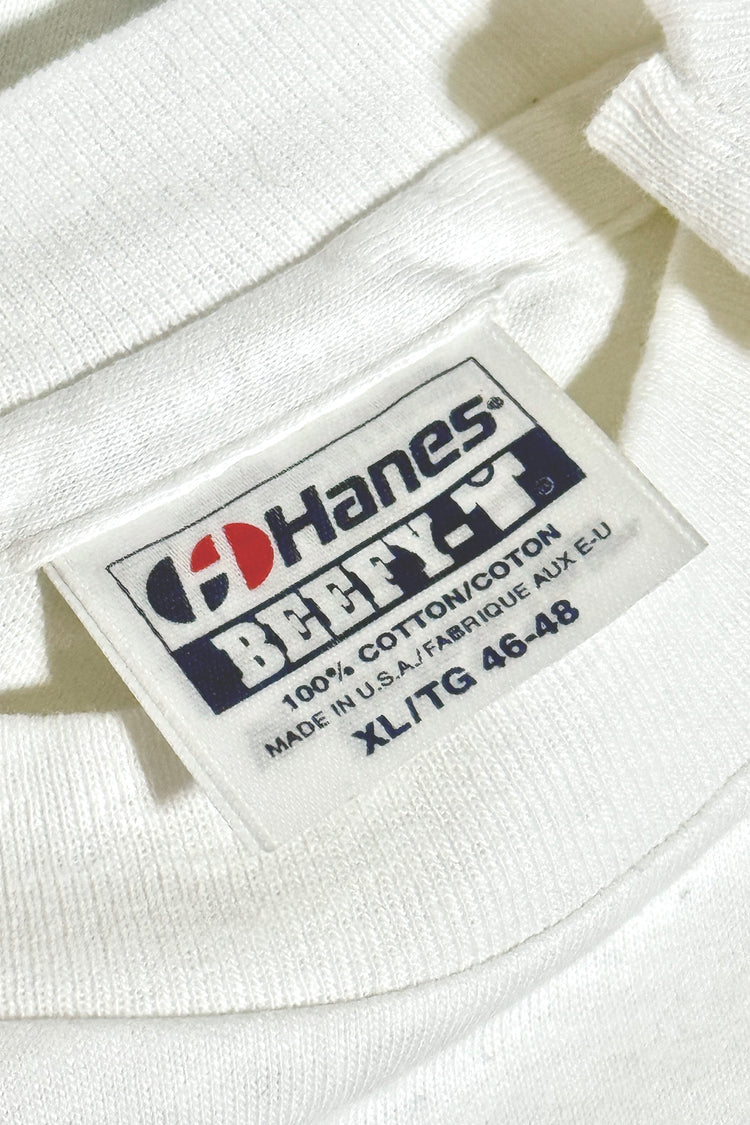 Hanes®
BEEFY-T®
100% COTTON/COTON
MADE IN U.S.A./FABRIQUE AUX E-U
XL/TG 46-48